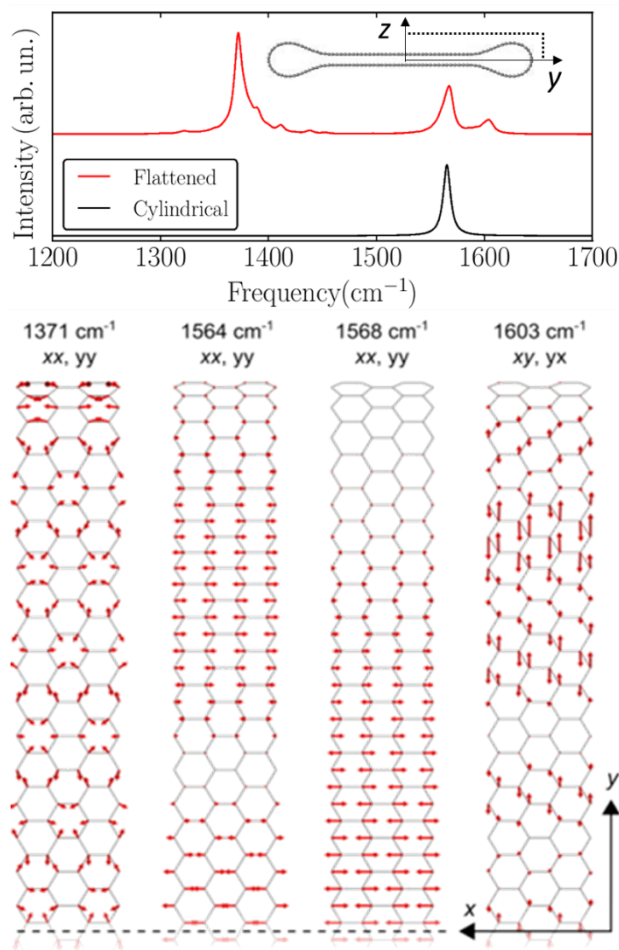 Intensity (arb. un.)
z
y
Flattened
Cylindrical
1200 1300 1400 1500 1600 1700
Frequency(cm⁻¹)
1371 cm⁻¹ 1564 cm⁻¹ 1568 cm⁻¹ 1603 cm⁻¹
xx, yy xx, yy xx, yy xy, yx
y
x